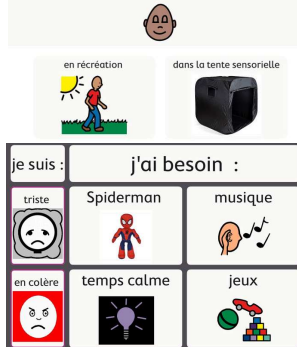 en récréation
dans la tente sensorielle
je suis :
j'ai besoin :
triste
Spiderman
musique
en colère
temps calme
jeux